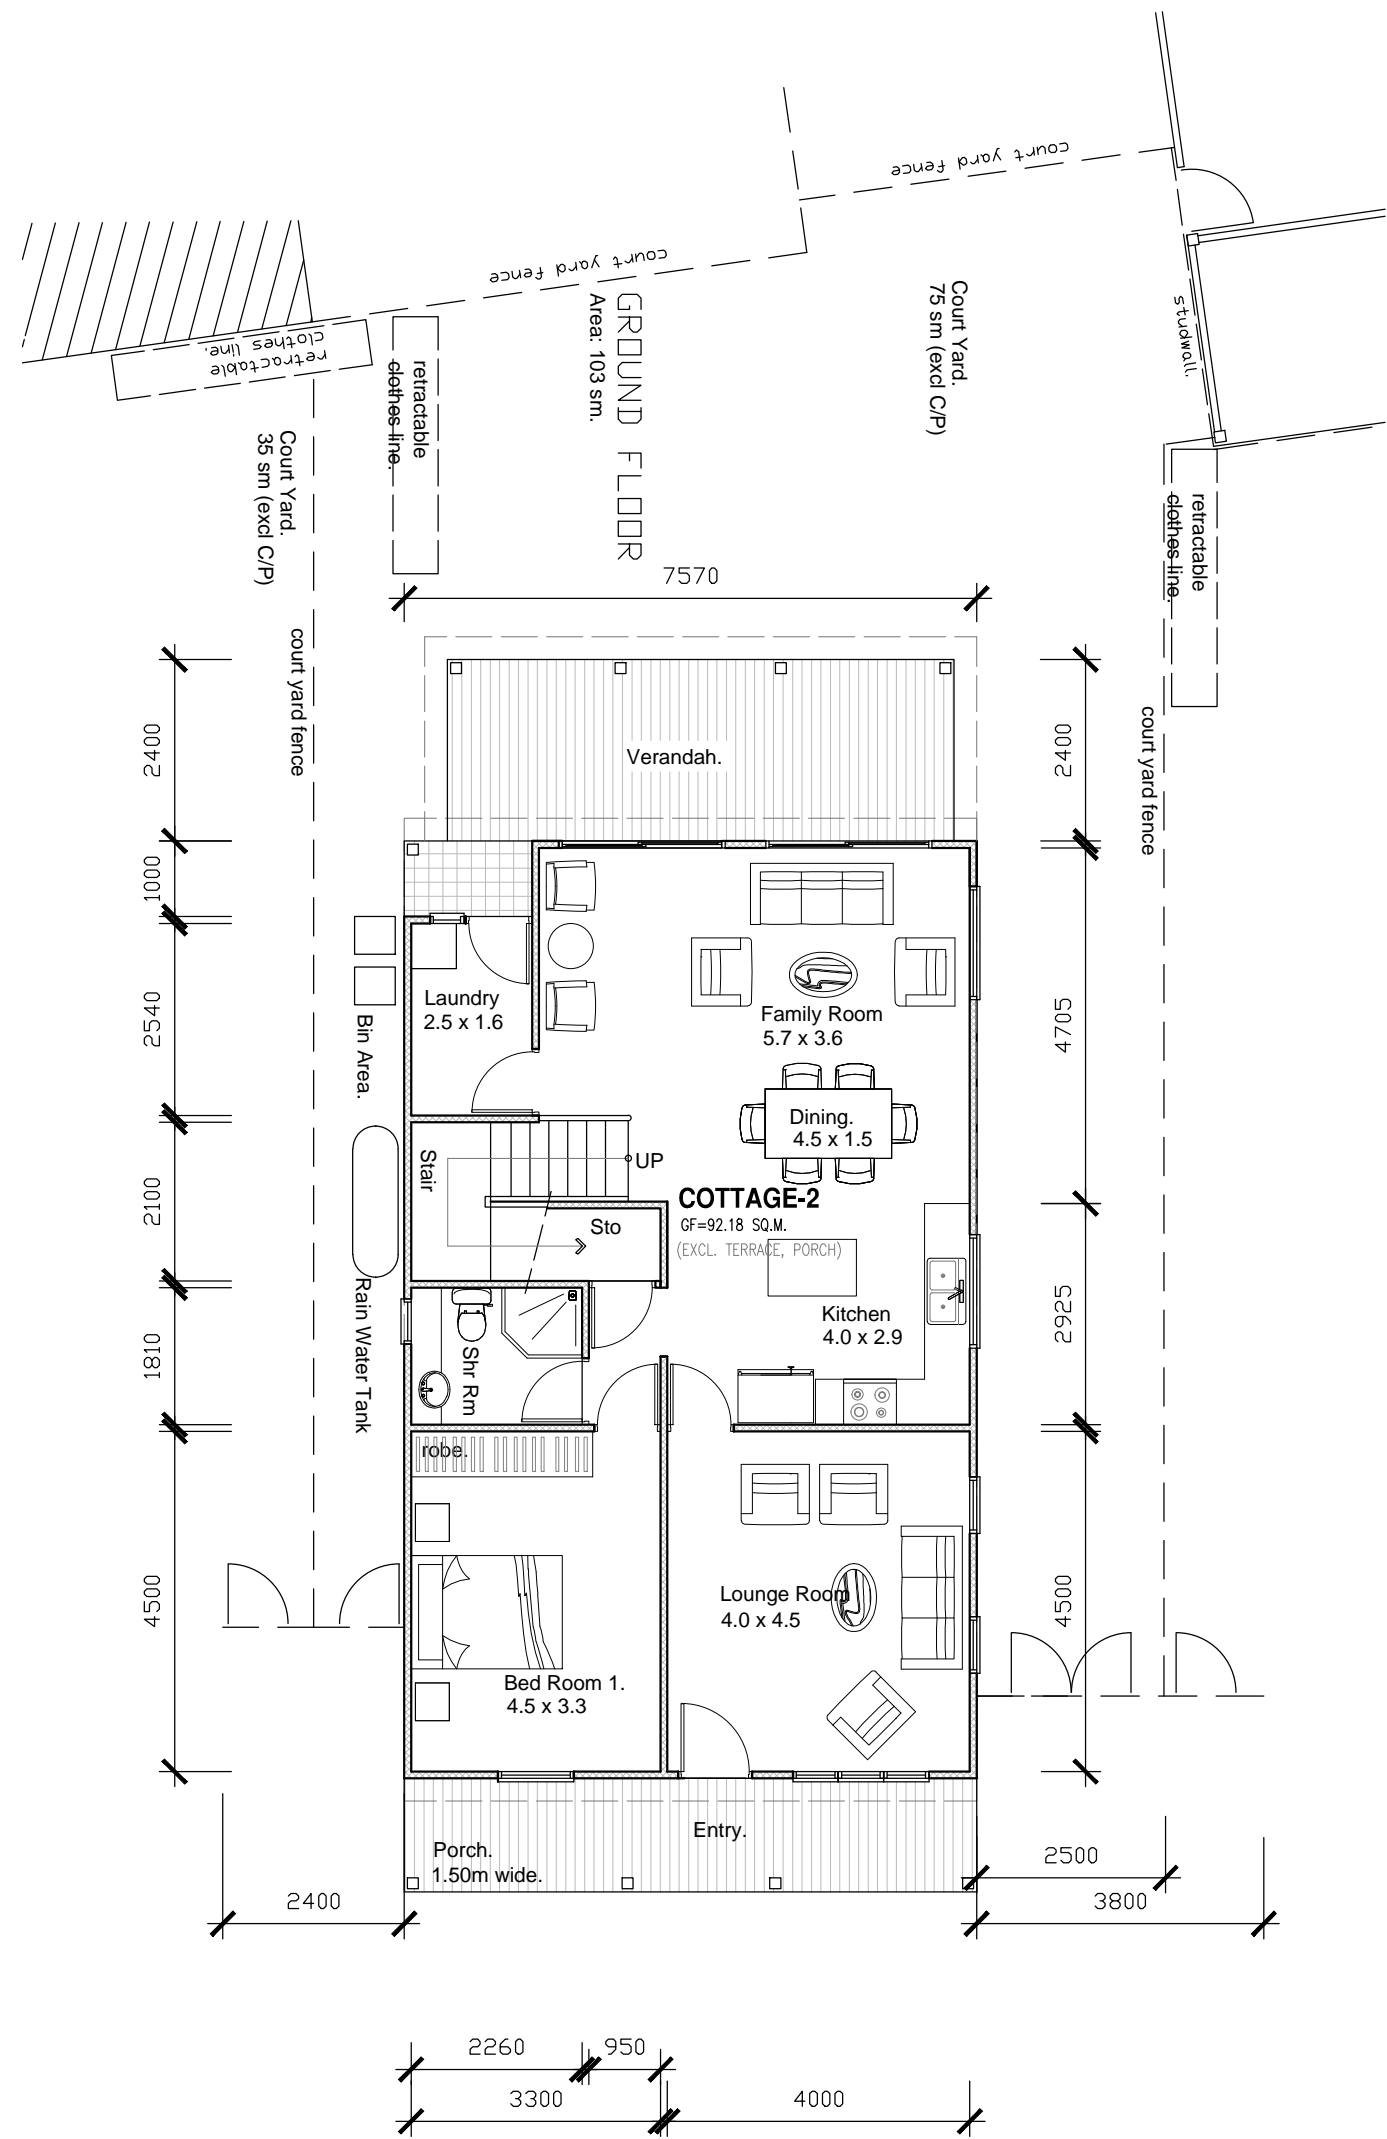 court yard fence
court yard fence
GROUND FLOOR
Area: 103 sm.
Court Yard.
75 sm (excl C/P)
studwall.
retractable
clothes line.
retractable
clothes line.
Court Yard.
35 sm (excl C/P)
retractable
clothes line.
7570
court yard fence
court yard fence
2400
2400
Verandah.
1000
2540
4705
Laundry
2.5 x 1.6
Family Room
5.7 x 3.6
Bin Area.
Dining.
4.5 x 1.5
Stair
UP
2100
COTTAGE-2
GF=92.18 SQ.M.
(EXCL. TERRACE, PORCH)
Sto
Rain Water Tank
Kitchen
4.0 x 2.9
2925
1810
Shr Rm
robe.
4500
4500
Lounge Room
4.0 x 4.5
Bed Room 1.
4.5 x 3.3
Entry.
Porch.
1.50m wide.
2500
2400
3800
2260
950
3300
4000